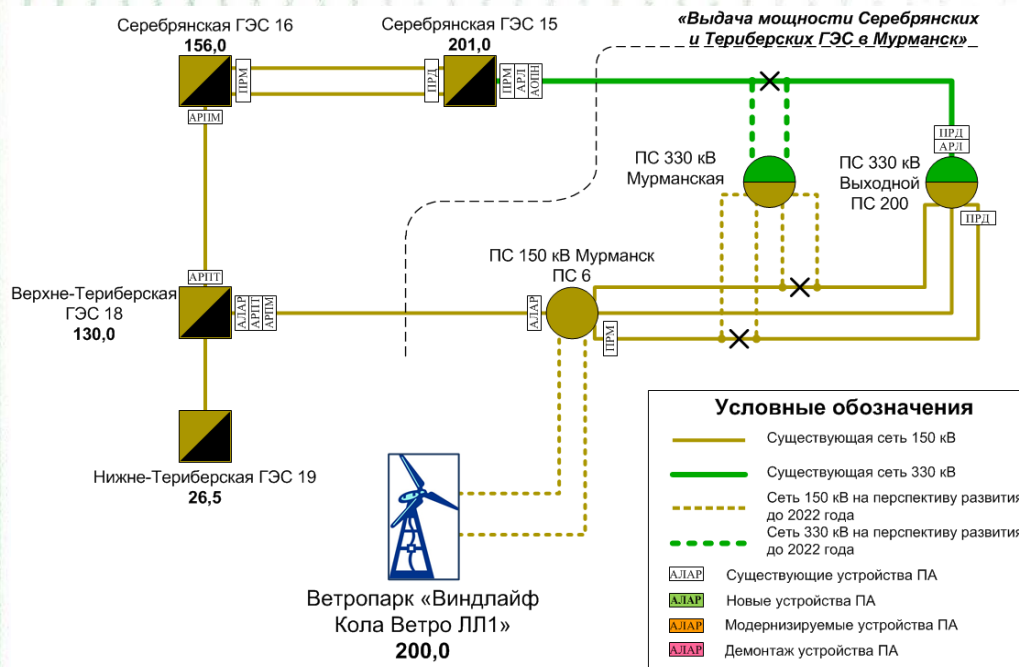 «Выдача мощности Серебрянских
и Териберских ГЭС в Мурманск»
Серебрянская ГЭС 16
156,0
Серебрянская ГЭС 15
201,0
ПРМ
ПРД
ПРМ
АРЛ
АОПН
АРПМ
ПРД
АРЛ
ПС 330 кВ
Мурманская
ПС 330 кВ
Выходной
ПС 200
ПРД
ПС 150 кВ Мурманск
ПС 6
АРПТ
Верхне-Териберская
ГЭС 18
130,0
АЛАР
АРПТ
АРПМ
АЛАР
ПРМ
Нижне-Териберская ГЭС 19
26,5
Ветропарк «Виндлайф
Кола Ветро ЛЛ1»
200,0
Условные обозначения
Существующая сеть 150 кВ
Существующая сеть 330 кВ
Сеть 150 кВ на перспективу развития
до 2022 года
Сеть 330 кВ на перспективу развития
до 2022 года
АЛАР Существующие устройства ПА
АЛАР Новые устройства ПА
АЛАР Модернизируемые устройства ПА
АЛАР Демонтаж устройства ПА